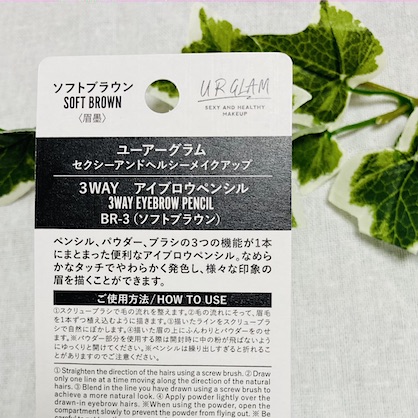 ソフトブラウン
SOFT BROWN
〈眉墨〉
URGLAM
SEXY AND HEALTHY
MAKEUP
ユーアーグラム
セクシーアンドヘルシーメイクアップ
3WAY アイブロウペンシル
3WAY EYEBROW PENCIL
BR-3（ソフトブラウン）
ペンシル、パウダー、ブラシの3つの機能が1本
にまとまった便利なアイブロウペンシル。なめら
かなタッチでやわらかく発色し、様々な印象の
眉を描くことができます。
ご使用方法/HOW TO USE
①スクリューブラシで毛の流れを整えます。②毛の流れにそって、眉毛
を1本ずつ植え込むように描きます。③描いたラインをスクリューブラ
シで自然にぼかします。④描いた眉の上にふんわりとパウダーをのせ
ます。※パウダー部分を使用する際は開封時に中の粉が飛ばないよう
にゆっくりと開けてください。※ペンシルは繰り出しすぎると折れるこ
とがありますのでご注意ください。
① Straighten the direction of the hairs using a screw brush. ② Draw
only one line at a time moving along the direction of the natural
hairs. ③ Blend in the line you have drawn using a screw brush to
achieve a more natural look. ④ Apply powder lightly over the
drawn-in eyebrow hairs. ※When using the powder, open the
compartment slowly to prevent the powder from flying out. ※ Be